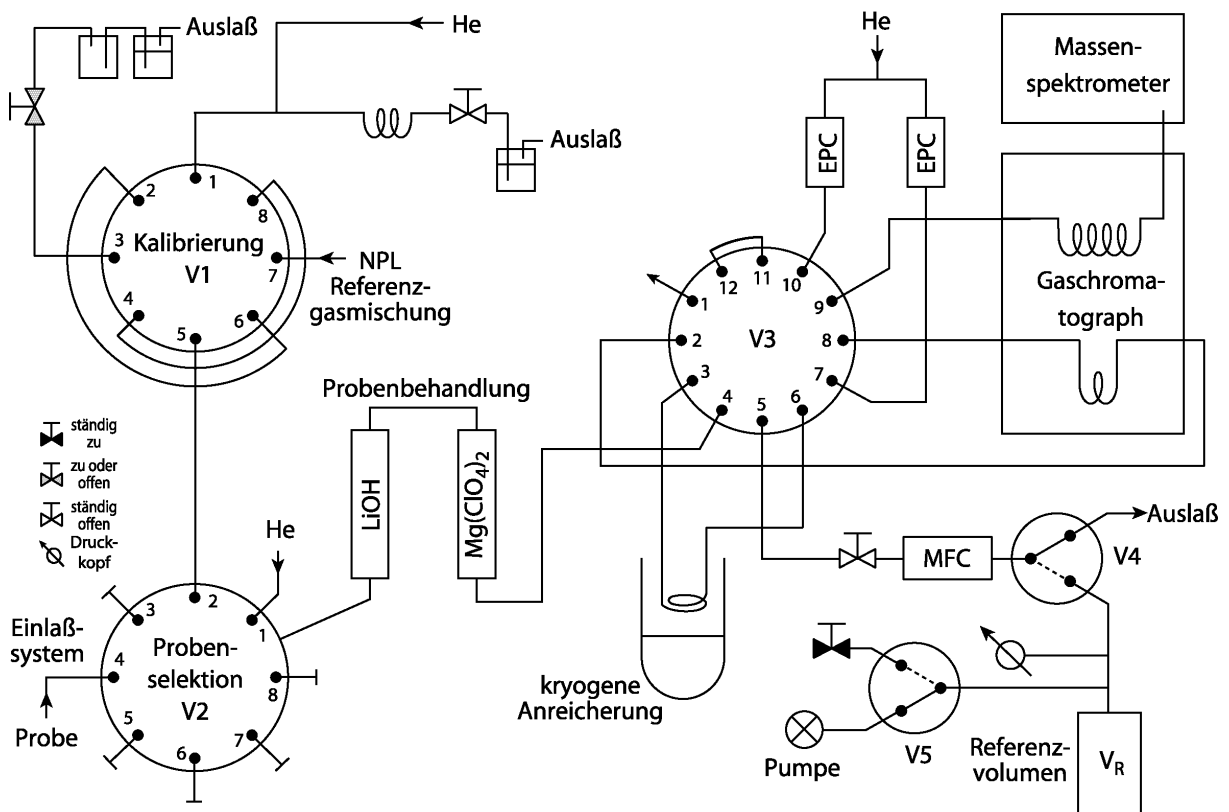 Auslaß
He
Auslaß
1
2
8
3
Kalibrierung
V1
7
NPL
Referenz-
gasmischung
4
5
6
He
EPC
EPC
Massen-
spektrometer
Gaschroma-
tograph
12
11
10
1
9
2
V3
8
3
7
4
5
6
Probenbehandlung
LiOH
Mg(ClO4)2
ständig
zu
zu oder
offen
ständig
offen
Druck-
kopf
He
Einlaß-
system
Probe
3
2
1
4
Proben-
selektion
V2
8
5
6
7
kryogene
Anreicherung
MFC
V4
Auslaß
Pumpe
V5
Referenz-
volumen
VR